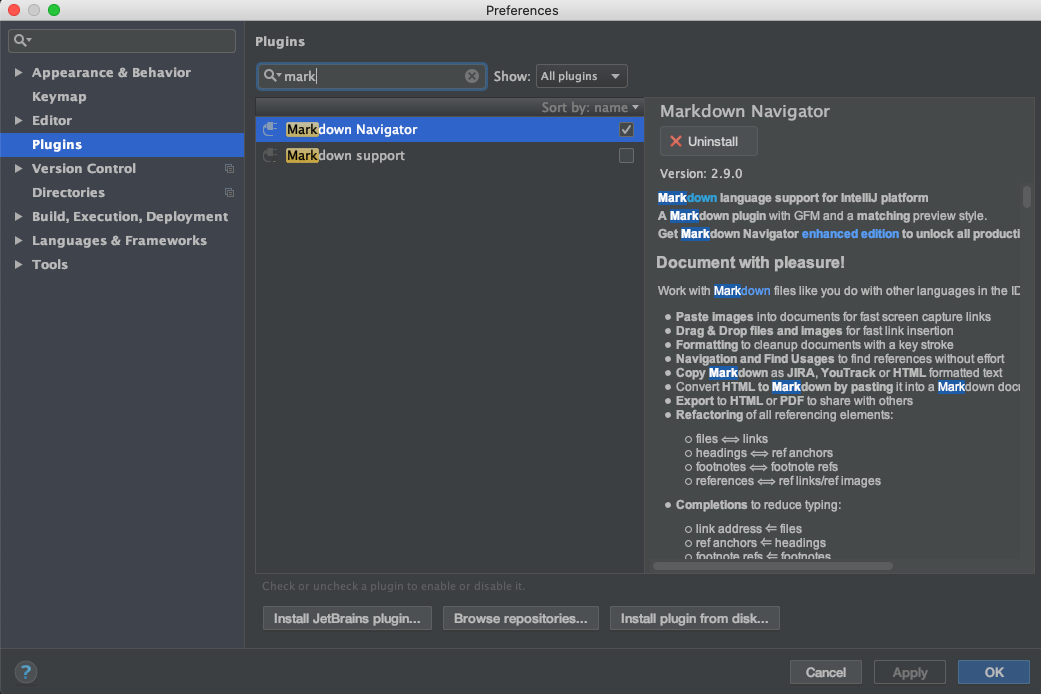 Preferences
Appearance & Behavior
Keymap
Editor
Plugins
Version Control
Directories
Build, Execution, Deployment
Languages & Frameworks
Tools
Plugins
mark
Show: All plugins
Sort by: name
Markdown Navigator
Markdown support
Markdown Navigator
Uninstall
Version: 2.9.0
Markdown language support for IntelliJ platform
A Markdown plugin with GFM and a matching preview style.
Get Markdown Navigator enhanced edition to unlock all producti
Document with pleasure!
Work with Markdown files like you do with other languages in the ID
• Paste images into documents for fast screen capture links
• Drag & Drop files and images for fast link insertion
• Formatting to cleanup documents with a key stroke
• Navigation and Find Usages to find references without effort
• Copy Markdown as JIRA, YouTrack or HTML formatted text
• Convert HTML to Markdown by pasting it into a Markdown docu
• Export to HTML or PDF to share with others
• Refactoring of all referencing elements:
○ files ⟺ links
○ headings ⟺ ref anchors
○ footnotes ⟺ footnote refs
○ references ⟺ ref links/ref images
• Completions to reduce typing:
○ link address ⇐ files
○ ref anchors ⇐ headings
○ footnote refs ⇐ footnotes
Check or uncheck a plugin to enable or disable it.
Install JetBrains plugin...
Browse repositories...
Install plugin from disk...
?
Cancel
Apply
OK